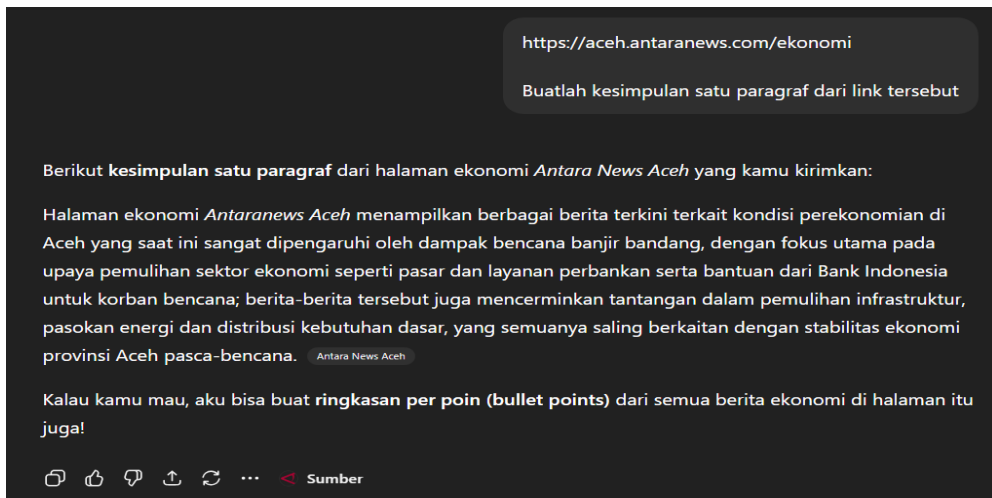 https://aceh.antaranews.com/ekonomi
Buatlah kesimpulan satu paragraf dari link tersebut
Berikut kesimpulan satu paragraf dari halaman ekonomi Antara News Aceh yang kamu kirimkan:
Halaman ekonomi Antaranews Aceh menampilkan berbagai berita terkini terkait kondisi perekonomian di
Aceh yang saat ini sangat dipengaruhi oleh dampak bencana banjir bandang, dengan fokus utama pada
upaya pemulihan sektor ekonomi seperti pasar dan layanan perbankan serta bantuan dari Bank Indonesia
untuk korban bencana; berita-berita tersebut juga mencerminkan tantangan dalam pemulihan infrastruktur,
pasokan energi dan distribusi kebutuhan dasar, yang semuanya saling berkaitan dengan stabilitas ekonomi
provinsi Aceh pasca-bencana. Antara News Aceh
Kalau kamu mau, aku bisa buat ringkasan per poin (bullet points) dari semua berita ekonomi di halaman itu
juga!
Sumber